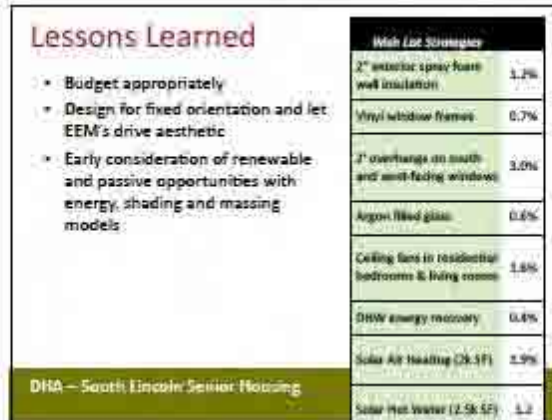 Lessons Learned
• Budget appropriately
• Design for fixed orientation and let
EEM's drive aesthetic
• Early consideration of renewable
and passive opportunities with
energy, shading and massing
models
DHA – South Lincoln Senior Housing
Wish List Strategies
2" exterior spray foam
wall insulation
1.2%
Vinyl window frames
0.7%
2' overhangs on south
and west-facing windows
3.0%
Argon filled glass
0.6%
Ceiling fans in residential
bedrooms & living rooms
1.6%
DHW energy recovery
0.4%
Solar Air Heating (2k SF)
1.9%
Solar Hot Water (2.5k SF)
1.2